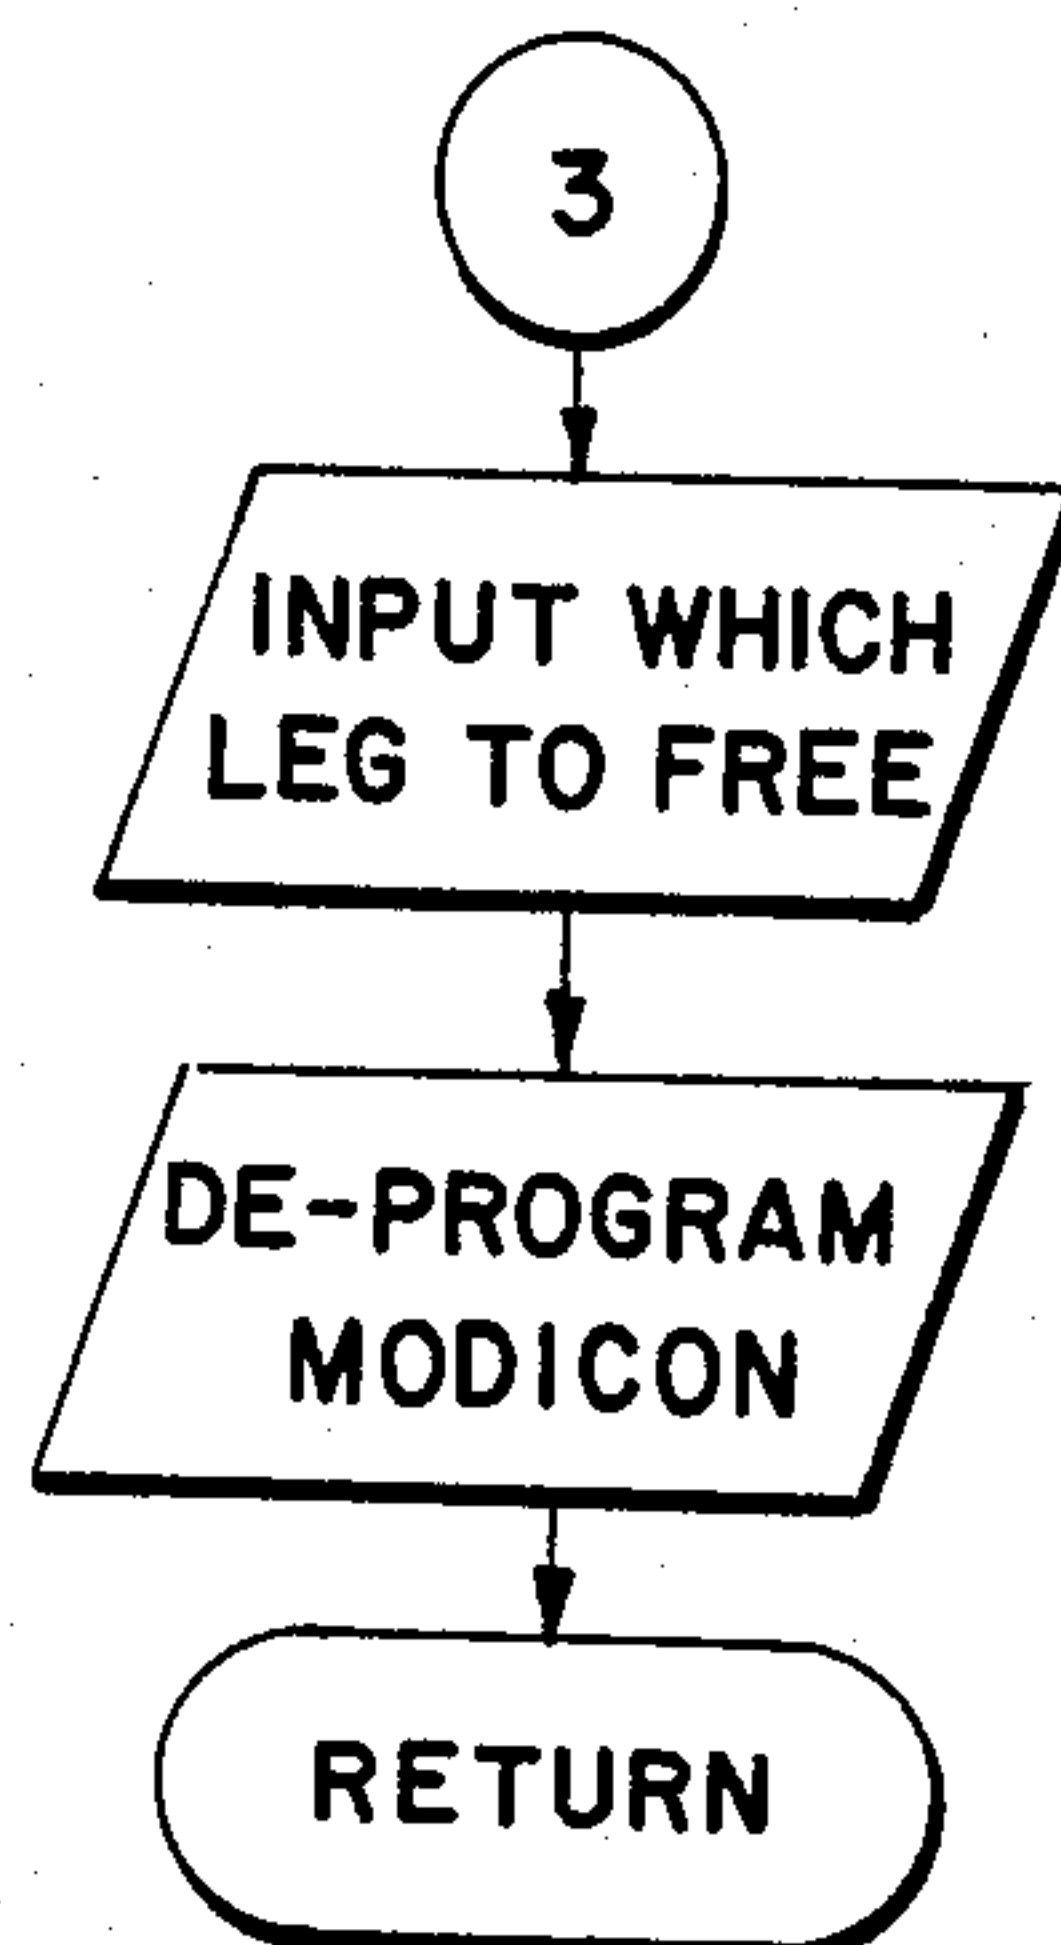 3
INPUT WHICH
LEG TO FREE
DE-PROGRAM
MODICON
RETURN